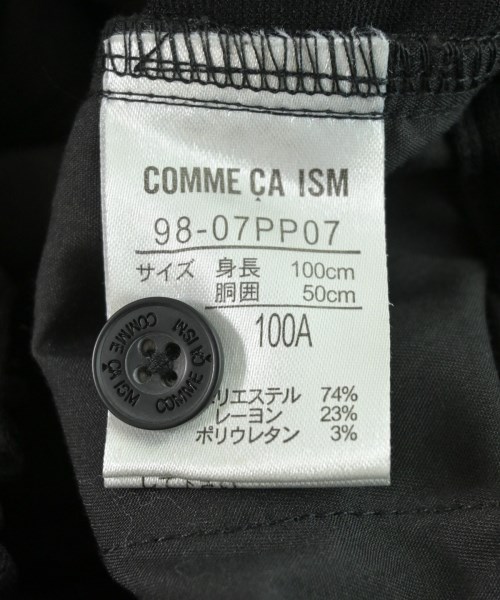 COMME ÇA ISM
98-07PP07
サイズ 身長 100cm
胴囲 50cm
100A
リエステル 74%
レーヨン 23%
ポリウレタン 3%
COMME ÇA ISM
COMME ÇA ISM